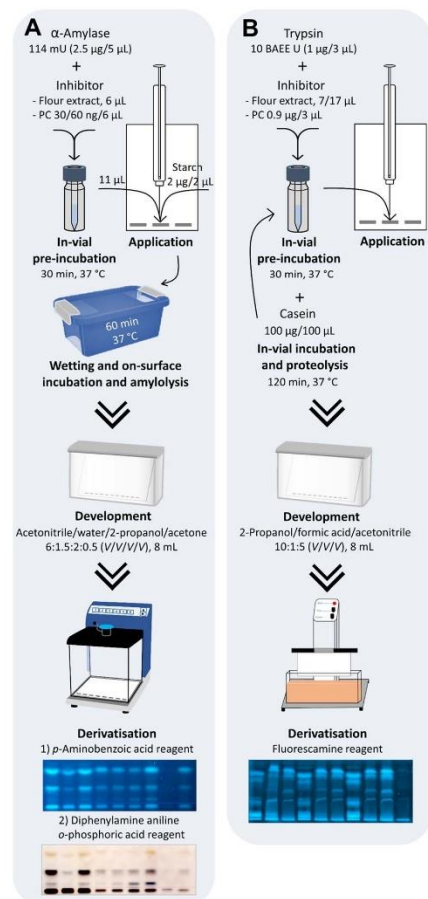 A
α-Amylase
114 mU (2.5 µg/5 µL)
+
Inhibitor
- Flour extract, 6 µL
- PC 30/60 ng/6 µL
11 µL
Starch
2 µg/2 µL
In-vial
pre-incubation
30 min, 37 °C
Application
60 min
37 °C
Wetting and on-surface
incubation and amylolysis
Development
Acetonitrile/water/2-propanol/acetone
6:1.5:2:0.5 (V/V/V/V), 8 mL
Derivatisation
1) p-Aminobenzoic acid reagent
2) Diphenylamine aniline
o-phosphoric acid reagent
B
Trypsin
10 BAEE U (1 µg/3 µL)
+
Inhibitor
- Flour extract, 7/17 µL
- PC 0.9 µg/3 µL
In-vial
pre-incubation
30 min, 37 °C
Application
+
Casein
100 µg/100 µL
In-vial incubation
and proteolysis
120 min, 37 °C
Development
2-Propanol/formic acid/acetonitrile
10:1:5 (V/V/V), 8 mL
Derivatisation
Fluorescamine reagent